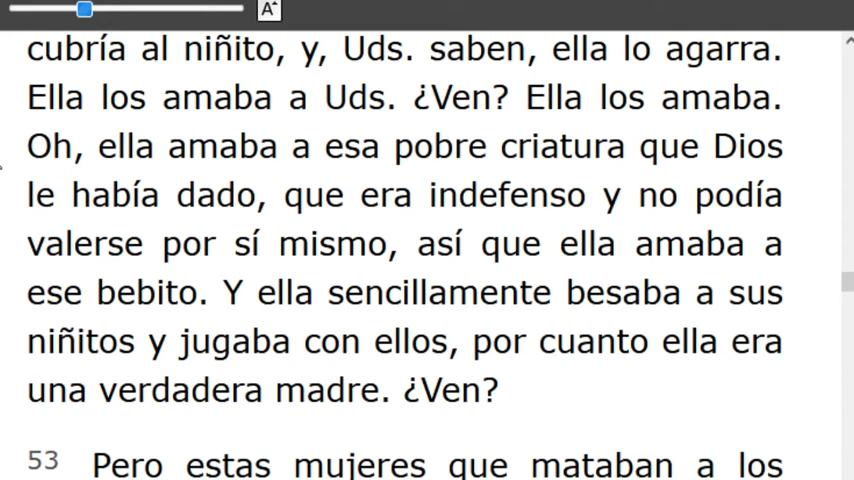 A
cubría al niñito, y, Uds. saben, ella lo agarra.
Ella los amaba a Uds. ¿Ven? Ella los amaba.
Oh, ella amaba a esa pobre criatura que Dios
le había dado, que era indefenso y no podía
valerse por sí mismo, así que ella amaba a
ese bebito. Y ella sencillamente besaba a sus
niñitos y jugaba con ellos, por cuanto ella era
una verdadera madre. ¿Ven?
53 Pero estas mujeres que mataban a los